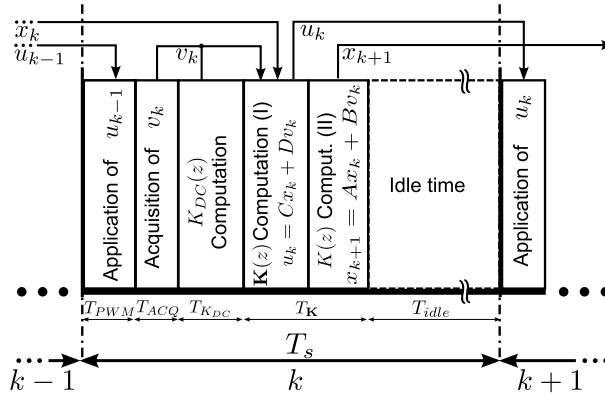 x_k
u_{k-1}
v_k
u_k
x_{k+1}
Application of u_{k-1}
Acquisition of v_k
K_{DC}(z)
Computation
K(z) Computation (I)
u_k = Cx_k + Dv_k
K(z) Comput. (II)
x_{k+1} = Ax_k + Bv_k
Idle time
Application of u_k
T_{PWM} T_{ACQ} T_{K_{DC}} T_K T_{idle}
T_s
k − 1 k k + 1